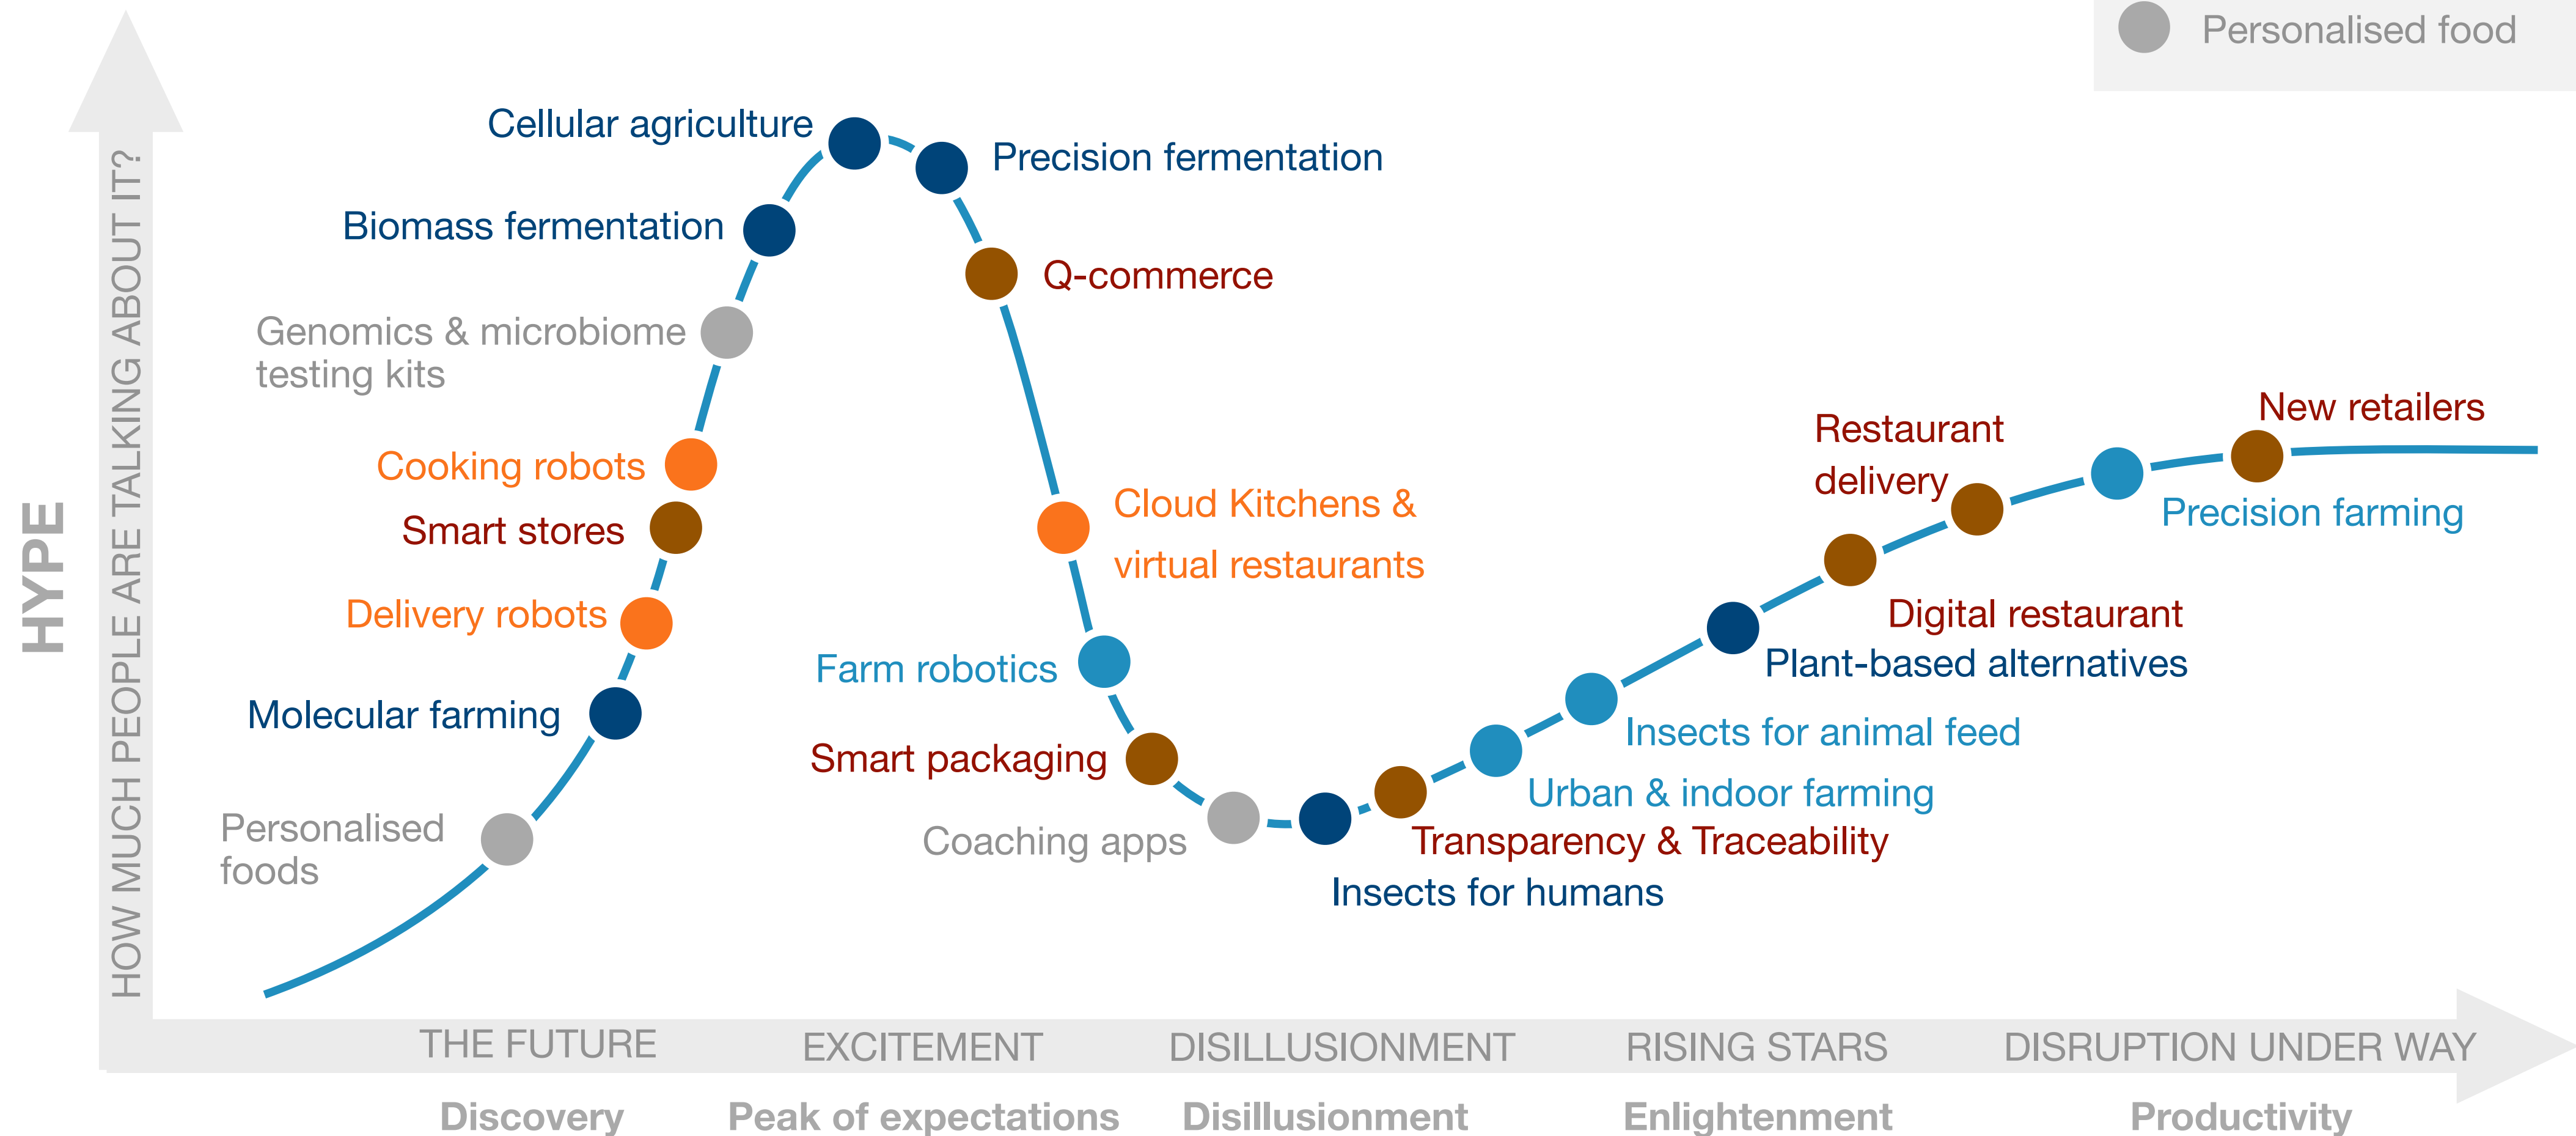 Personalised food
HYPE
HOW MUCH PEOPLE ARE TALKING ABOUT IT?
Cellular agriculture
Precision fermentation
Biomass fermentation
Q-commerce
Genomics & microbiome
testing kits
Cooking robots
Smart stores
Delivery robots
Molecular farming
Personalised
foods
Cloud Kitchens &
virtual restaurants
Farm robotics
Smart packaging
Coaching apps
Insects for humans
Transparency & Traceability
Urban & indoor farming
Insects for animal feed
Plant-based alternatives
Digital restaurant
Restaurant
delivery
Precision farming
New retailers
THE FUTURE
EXCITEMENT
DISILLUSIONMENT
RISING STARS
DISRUPTION UNDER WAY
Discovery
Peak of expectations
Disillusionment
Enlightenment
Productivity